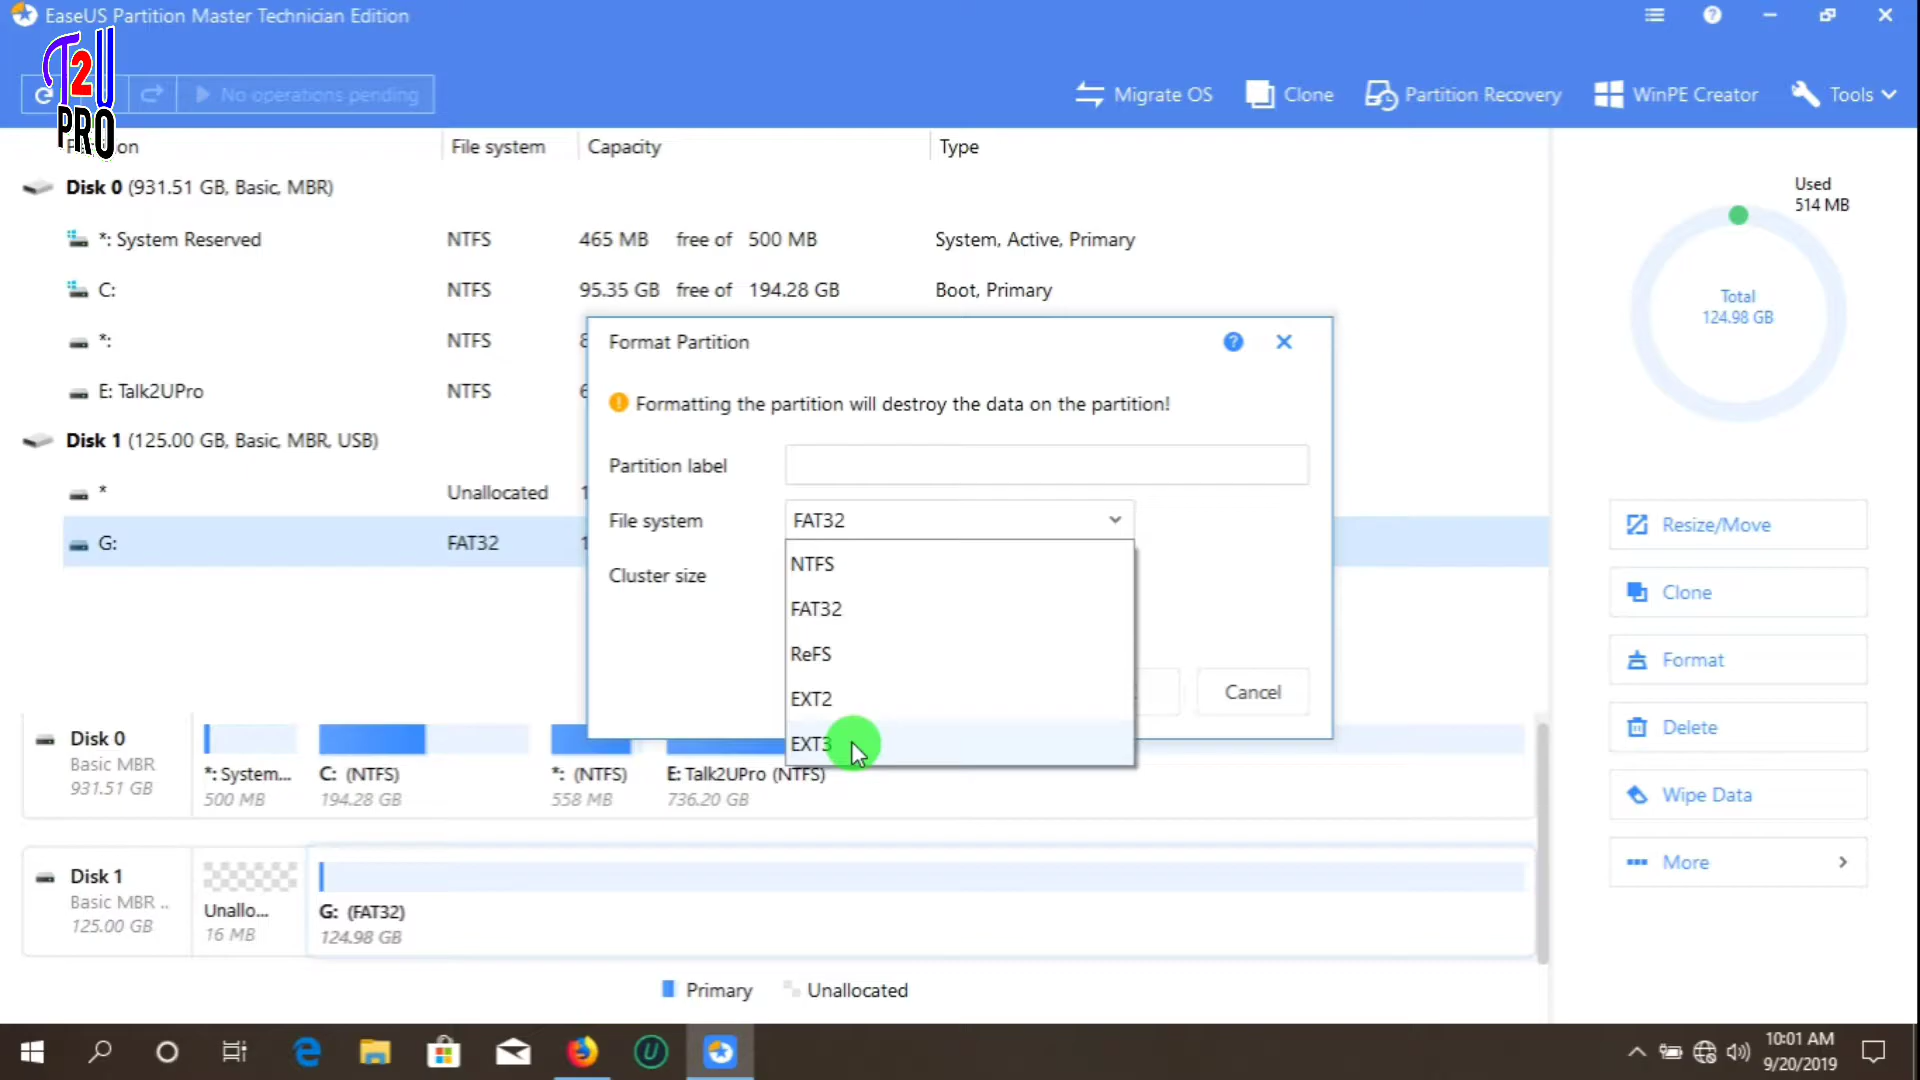 EaseUS Partition Master Technician Edition
T2U
PRO
No operations pending
Migrate OS
Clone
Partition Recovery
WinPE Creator
Tools
File system
Capacity
Type
Disk 0 (931.51 GB, Basic, MBR)
*: System Reserved NTFS 465 MB free of 500 MB System, Active, Primary
C: NTFS 95.35 GB free of 194.28 GB Boot, Primary
*: NTFS
E: Talk2UPro NTFS
Disk 1 (125.00 GB, Basic, MBR, USB)
* Unallocated
G: FAT32
Format Partition
Formatting the partition will destroy the data on the partition!
Partition label
File system FAT32
Cluster size
NTFS
FAT32
ReFS
EXT2
EXT3
Cancel
Used
514 MB
Total
124.98 GB
Resize/Move
Clone
Format
Delete
Wipe Data
More
Disk 0
Basic MBR
931.51 GB
*: System...
500 MB
C: (NTFS)
194.28 GB
*: (NTFS)
558 MB
E: Talk2UPro (NTFS)
736.20 GB
Disk 1
Basic MBR ..
125.00 GB
Unallo...
16 MB
G: (FAT32)
124.98 GB
Primary
Unallocated
10:01 AM
9/20/2019